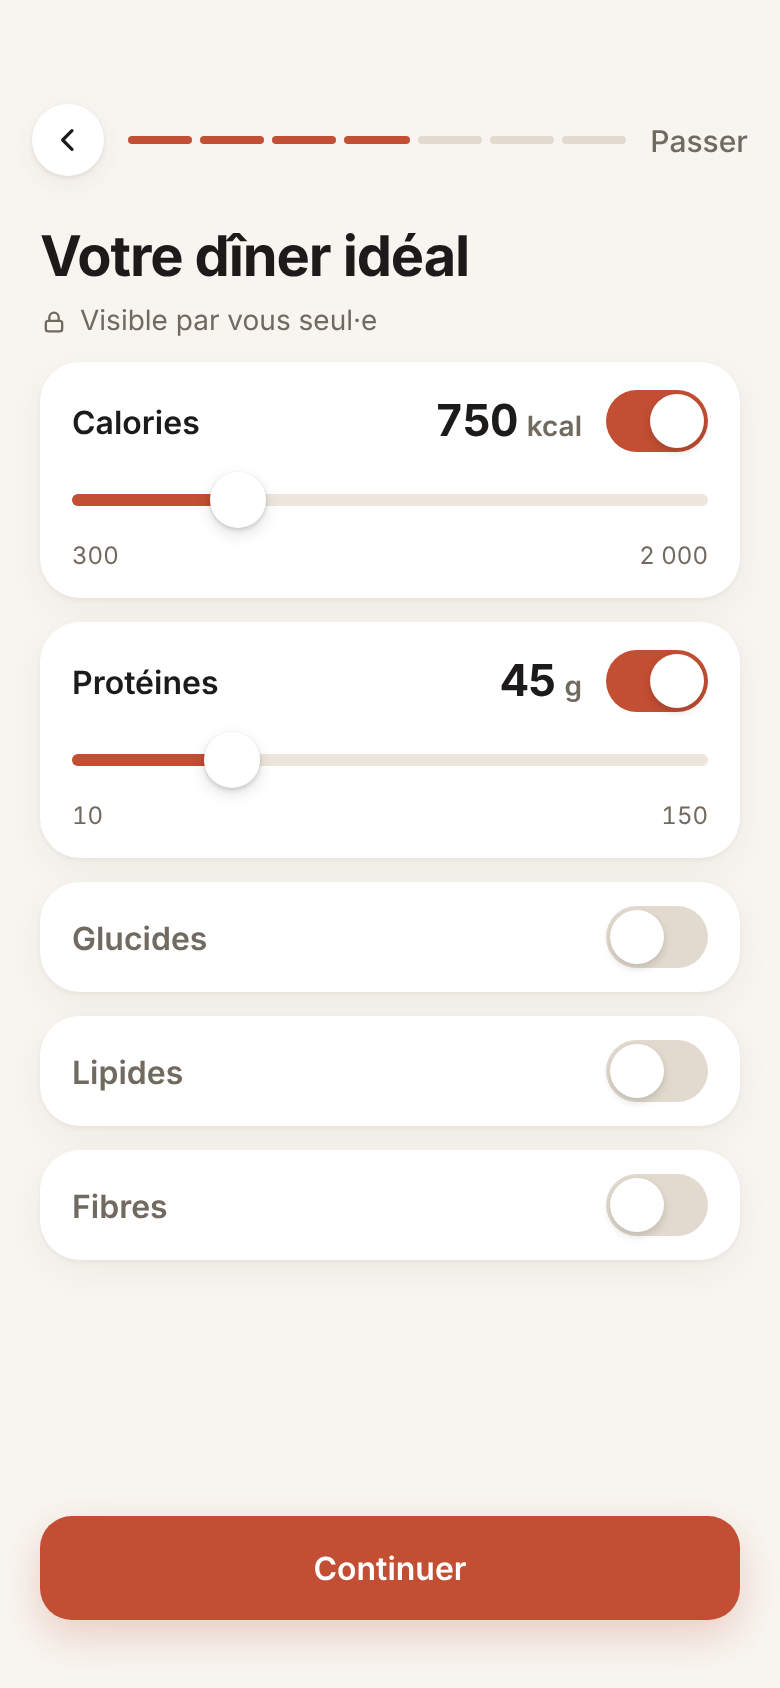 Passer
Votre dîner idéal
Visible par vous seul·e
Calories 750 kcal
300 2 000
Protéines 45 g
10 150
Glucides
Lipides
Fibres
Continuer